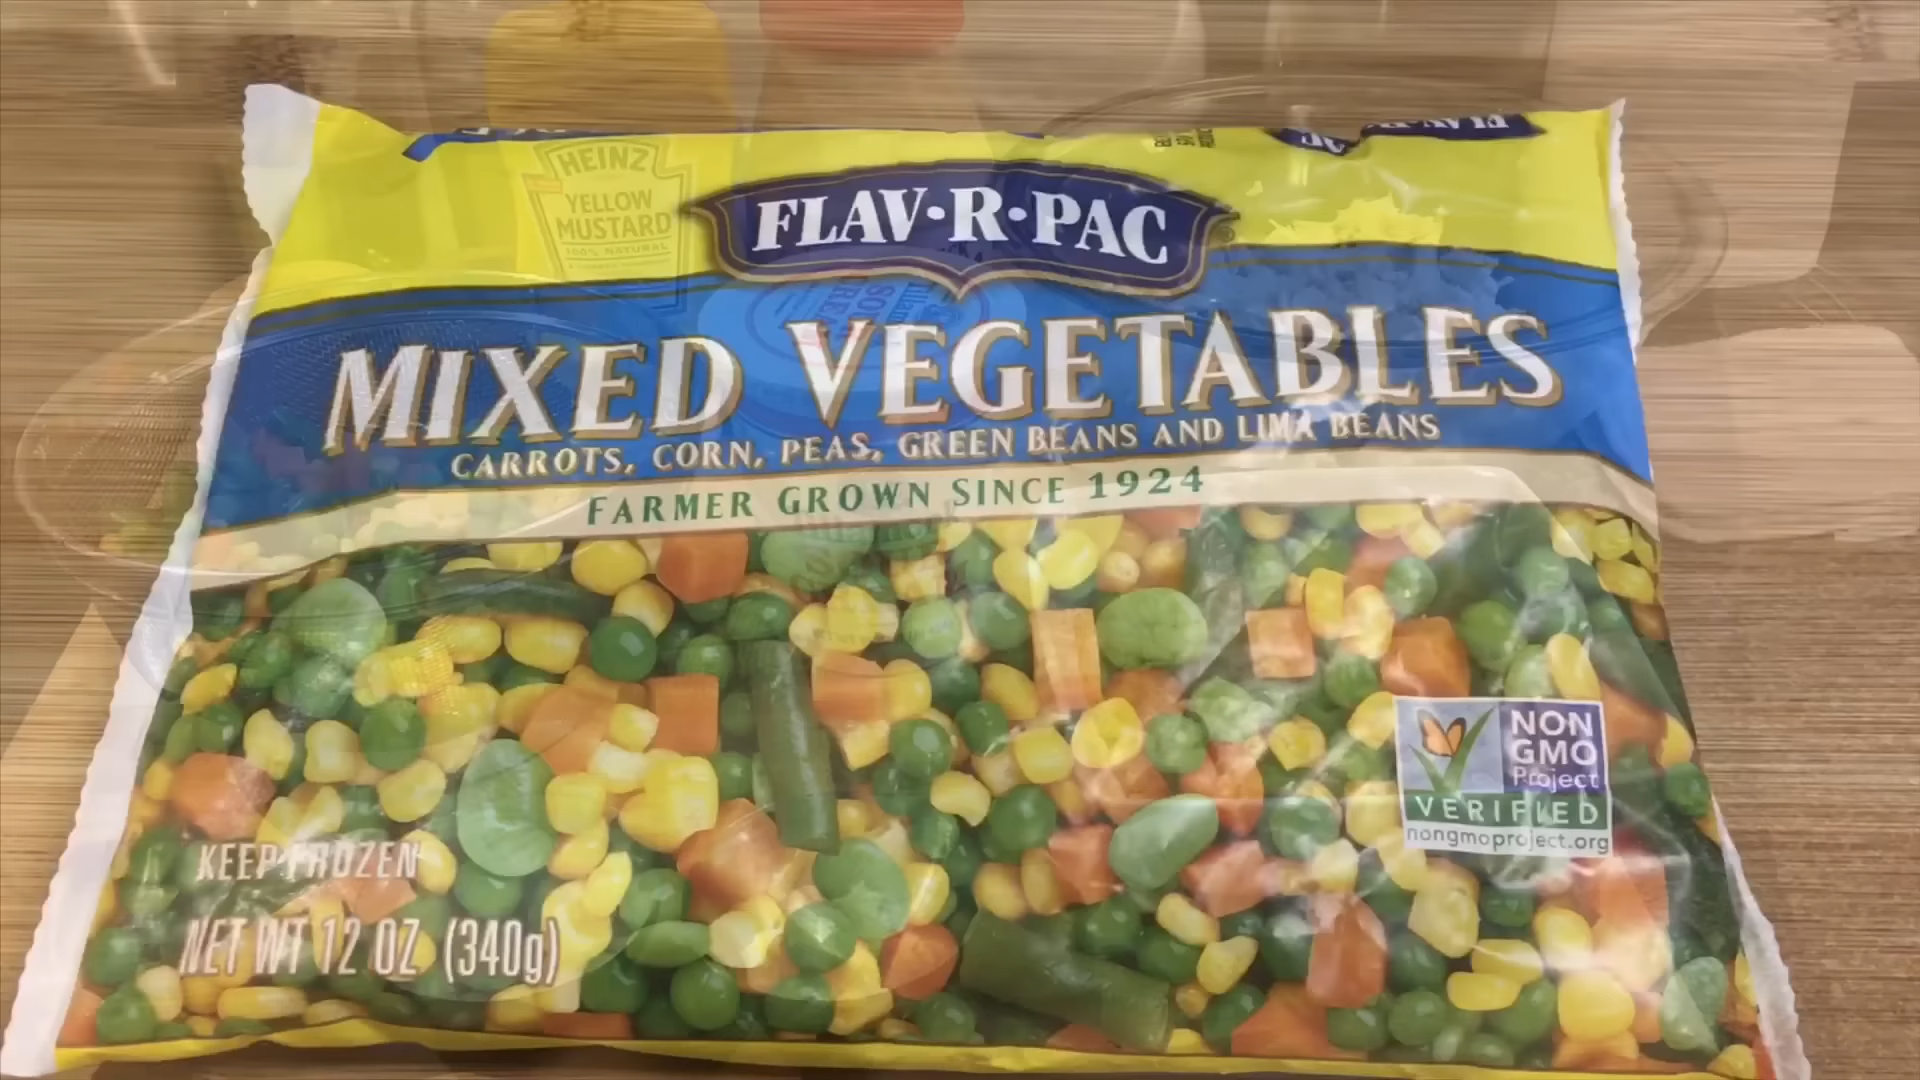 HEINZ
YELLOW
MUSTARD
100% NATURAL
FLAV·R·PAC
MIXED VEGETABLES
CARROTS, CORN, PEAS, GREEN BEANS AND LIMA BEANS
FARMER GROWN SINCE 1924
NON
GMO
Project
VERIFIED
nongmoproject.org
KEEP FROZEN
NET WT 12 OZ (340g)